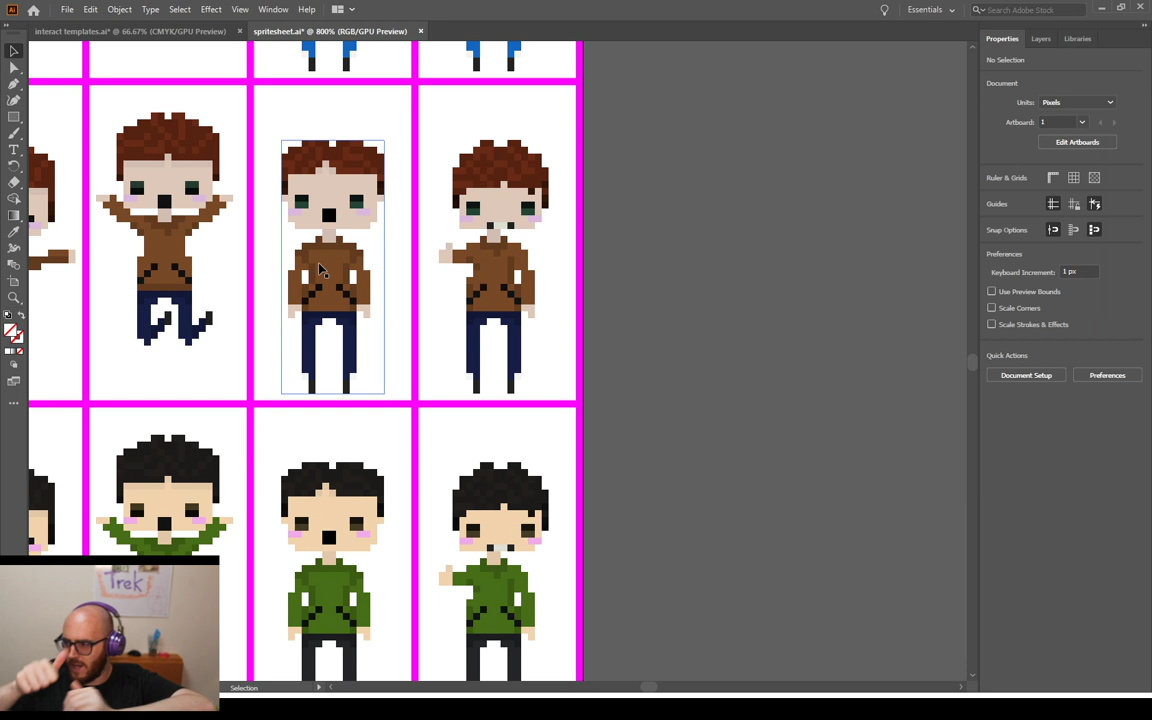 Ai File Edit Object Type Select Effect View Window Help Essentials Search Adobe Stock
interact templates.ai* @ 66.67% (CMYK/GPU Preview) spritesheet.ai* @ 800% (RGB/GPU Preview)
Properties Layers Libraries
No Selection
Document
Units: Pixels
Artboard: 1
Edit Artboards
Ruler & Grids
Guides
Snap Options
Preferences
Keyboard Increment: 1 px
Use Preview Bounds
Scale Corners
Scale Strokes & Effects
Quick Actions
Document Setup Preferences
Trek
Selection